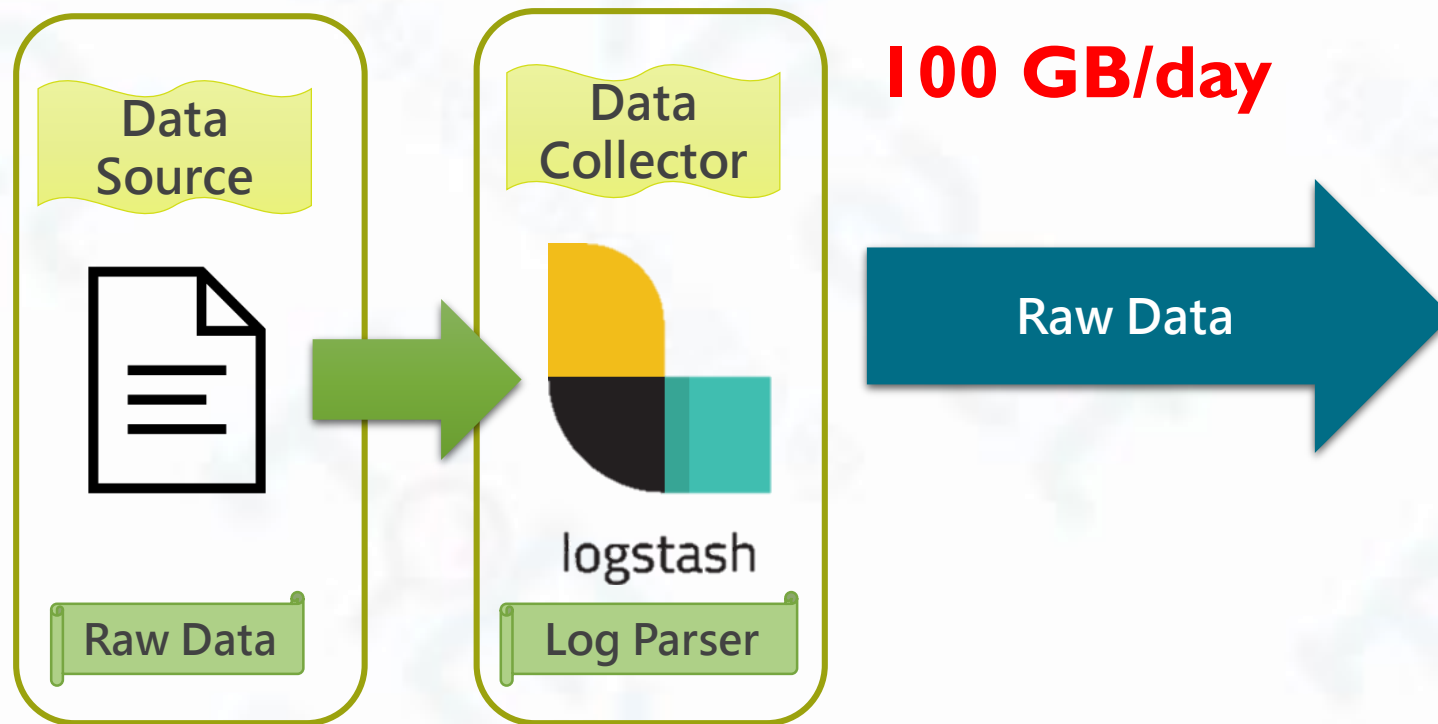 Data
Source
Raw Data
Data
Collector
logstash
Log Parser
100 GB/day
Raw Data